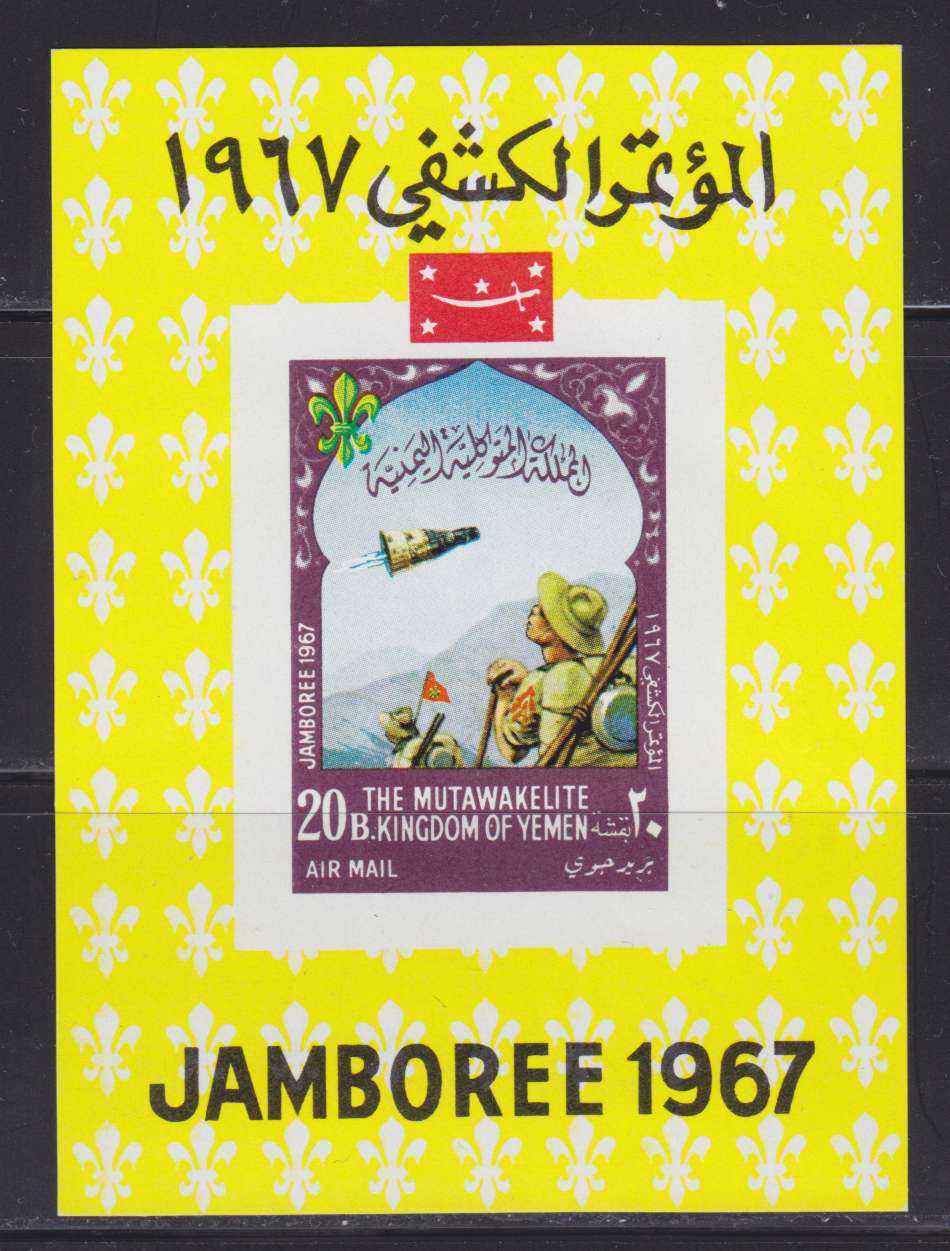 المؤتمر الكشفي ١٩٦٧
المملكة المتوكلية اليمنية
JAMBOREE 1967
المؤتمر الكشفي ١٩٦٧
20 B. THE MUTAWAKELITE KINGDOM OF YEMEN ٢٠ بقشة
AIR MAIL بريد جوي
JAMBOREE 1967